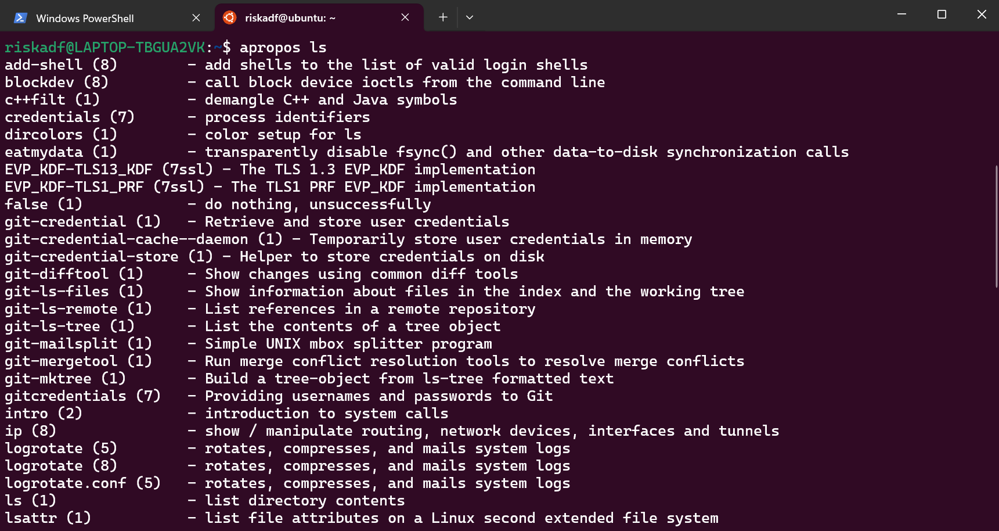 Windows PowerShell
riskadf@ubuntu: ~
riskadf@LAPTOP-TBGUA2VK:~$ apropos ls
add-shell (8)        - add shells to the list of valid login shells
blockdev (8)         - call block device ioctls from the command line
c++filt (1)          - demangle C++ and Java symbols
credentials (7)      - process identifiers
dircolors (1)        - color setup for ls
eatmydata (1)        - transparently disable fsync() and other data-to-disk synchronization calls
EVP_KDF-TLS13_KDF (7ssl) - The TLS 1.3 EVP_KDF implementation
EVP_KDF-TLS1_PRF (7ssl) - The TLS1 PRF EVP_KDF implementation
false (1)            - do nothing, unsuccessfully
git-credential (1)   - Retrieve and store user credentials
git-credential-cache--daemon (1) - Temporarily store user credentials in memory
git-credential-store (1) - Helper to store credentials on disk
git-difftool (1)     - Show changes using common diff tools
git-ls-files (1)     - Show information about files in the index and the working tree
git-ls-remote (1)    - List references in a remote repository
git-ls-tree (1)      - List the contents of a tree object
git-mailsplit (1)    - Simple UNIX mbox splitter program
git-mergetool (1)    - Run merge conflict resolution tools to resolve merge conflicts
git-mktree (1)       - Build a tree-object from ls-tree formatted text
gitcredentials (7)   - Providing usernames and passwords to Git
intro (2)            - introduction to system calls
ip (8)               - show / manipulate routing, network devices, interfaces and tunnels
logrotate (5)        - rotates, compresses, and mails system logs
logrotate (8)        - rotates, compresses, and mails system logs
logrotate.conf (5)   - rotates, compresses, and mails system logs
ls (1)               - list directory contents
lsattr (1)           - list file attributes on a Linux second extended file system